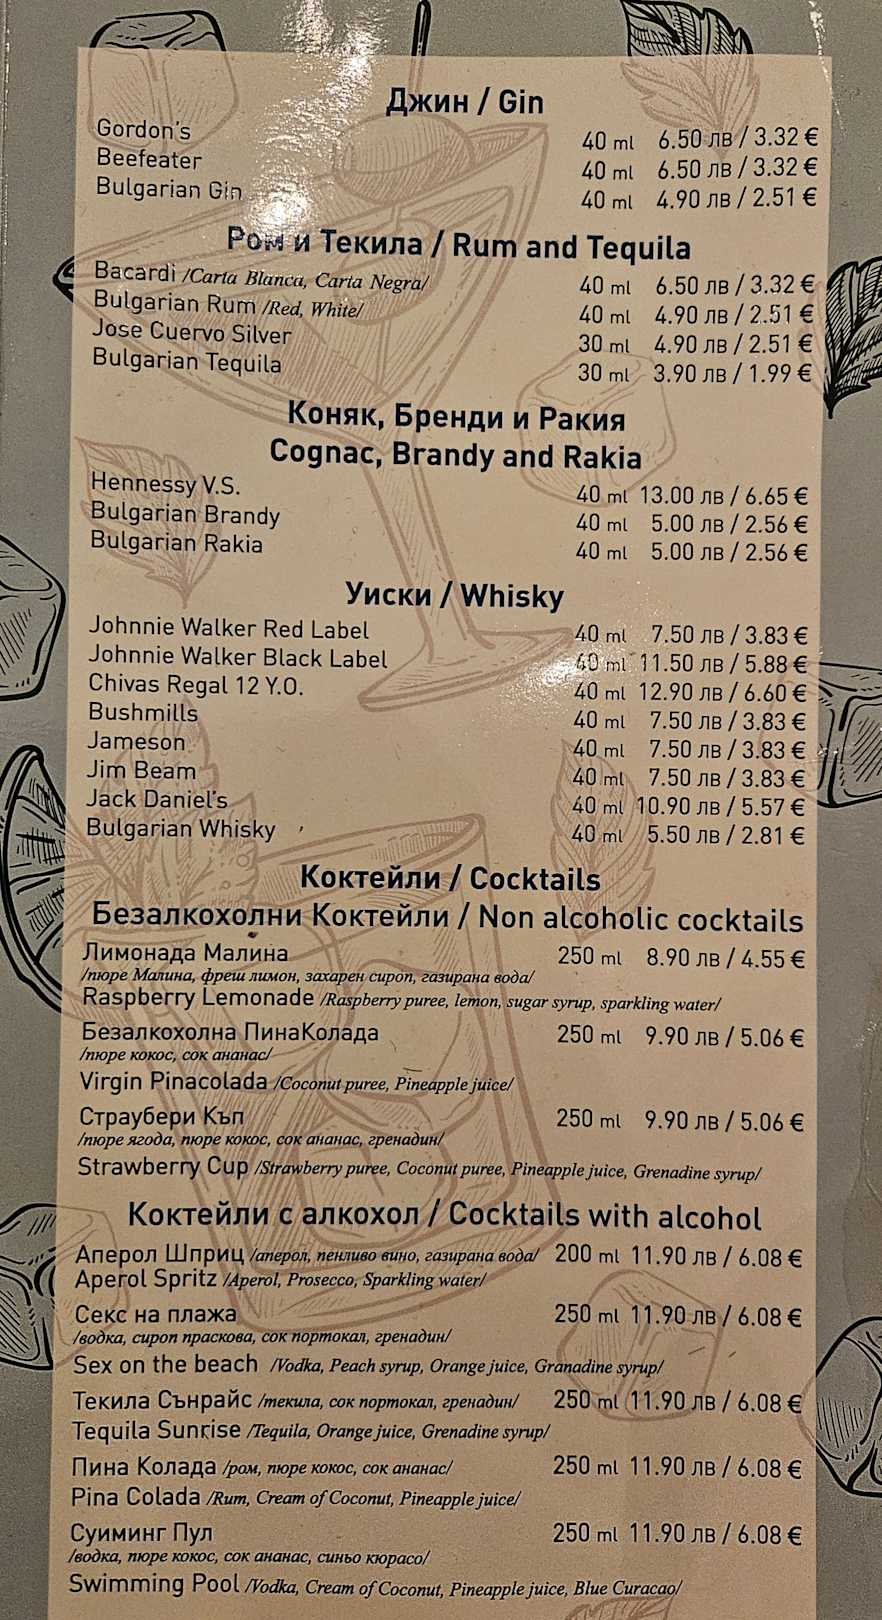 Джин / Gin
Gordon's 40 ml 6.50 лв / 3.32 €
Beefeater 40 ml 6.50 лв / 3.32 €
Bulgarian Gin 40 ml 4.90 лв / 2.51 €
Ром и Текила / Rum and Tequila
Bacardi /Carta Blanca, Carta Negra/ 40 ml 6.50 лв / 3.32 €
Bulgarian Rum /Red, White/ 40 ml 4.90 лв / 2.51 €
Jose Cuervo Silver 30 ml 4.90 лв / 2.51 €
Bulgarian Tequila 30 ml 3.90 лв / 1.99 €
Коняк, Бренди и Ракия
Cognac, Brandy and Rakia
Hennessy V.S. 40 ml 13.00 лв / 6.65 €
Bulgarian Brandy 40 ml 5.00 лв / 2.56 €
Bulgarian Rakia 40 ml 5.00 лв / 2.56 €
Уиски / Whisky
Johnnie Walker Red Label 40 ml 7.50 лв / 3.83 €
Johnnie Walker Black Label 40 ml 11.50 лв / 5.88 €
Chivas Regal 12 Y.O. 40 ml 12.90 лв / 6.60 €
Bushmills 40 ml 7.50 лв / 3.83 €
Jameson 40 ml 7.50 лв / 3.83 €
Jim Beam 40 ml 7.50 лв / 3.83 €
Jack Daniel's 40 ml 10.90 лв / 5.57 €
Bulgarian Whisky 40 ml 5.50 лв / 2.81 €
Коктейли / Cocktails
Безалкохолни Коктейли / Non alcoholic cocktails
Лимонада Малина 250 ml 8.90 лв / 4.55 €
/пюре Малина, фреш лимон, захарен сироп, газирана вода/
Raspberry Lemonade /Raspberry puree, lemon, sugar syrup, sparkling water/
Безалкохолна ПинаКолада 250 ml 9.90 лв / 5.06 €
/пюре кокос, сок ананас/
Virgin Pinacolada /Coconut puree, Pineapple juice/
Страубери Къп 250 ml 9.90 лв / 5.06 €
/пюре ягода, пюре кокос, сок ананас, гренадин/
Strawberry Cup /Strawberry puree, Coconut puree, Pineapple juice, Grenadine syrup/
Коктейли с алкохол / Cocktails with alcohol
Аперол Шприц /аперол, пенливо вино, газирана вода/ 200 ml 11.90 лв / 6.08 €
Aperol Spritz /Aperol, Prosecco, Sparkling water/
Секс на плажа 250 ml 11.90 лв / 6.08 €
/водка, сироп праскова, сок портокал, гренадин/
Sex on the beach /Vodka, Peach syrup, Orange juice, Granadine syrup/
Текила Сънрайс /текила, сок портокал, гренадин/ 250 ml 11.90 лв / 6.08 €
Tequila Sunrise /Tequila, Orange juice, Grenadine syrup/
Пина Колада /ром, пюре кокос, сок ананас/ 250 ml 11.90 лв / 6.08 €
Pina Colada /Rum, Cream of Coconut, Pineapple juice/
Суиминг Пул 250 ml 11.90 лв / 6.08 €
/водка, пюре кокос, сок ананас, синьо кюрасо/
Swimming Pool /Vodka, Cream of Coconut, Pineapple juice, Blue Curacao/